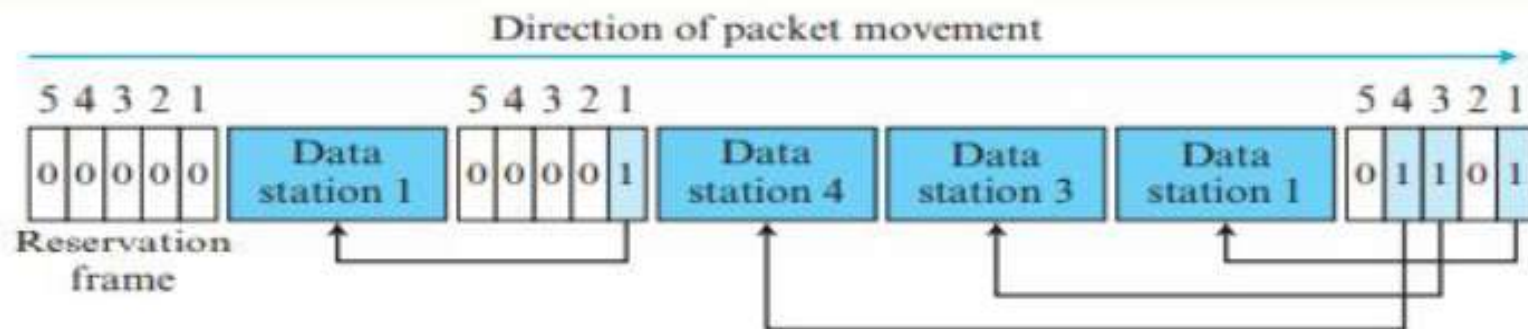 Direction of packet movement
5 4 3 2 1
5 4 3 2 1
5 4 3 2 1
0 0 0 0 0
Data
station 1
0 0 0 0 1
Data
station 4
Data
station 3
Data
station 1
0 1 1 0 1
Reservation
frame